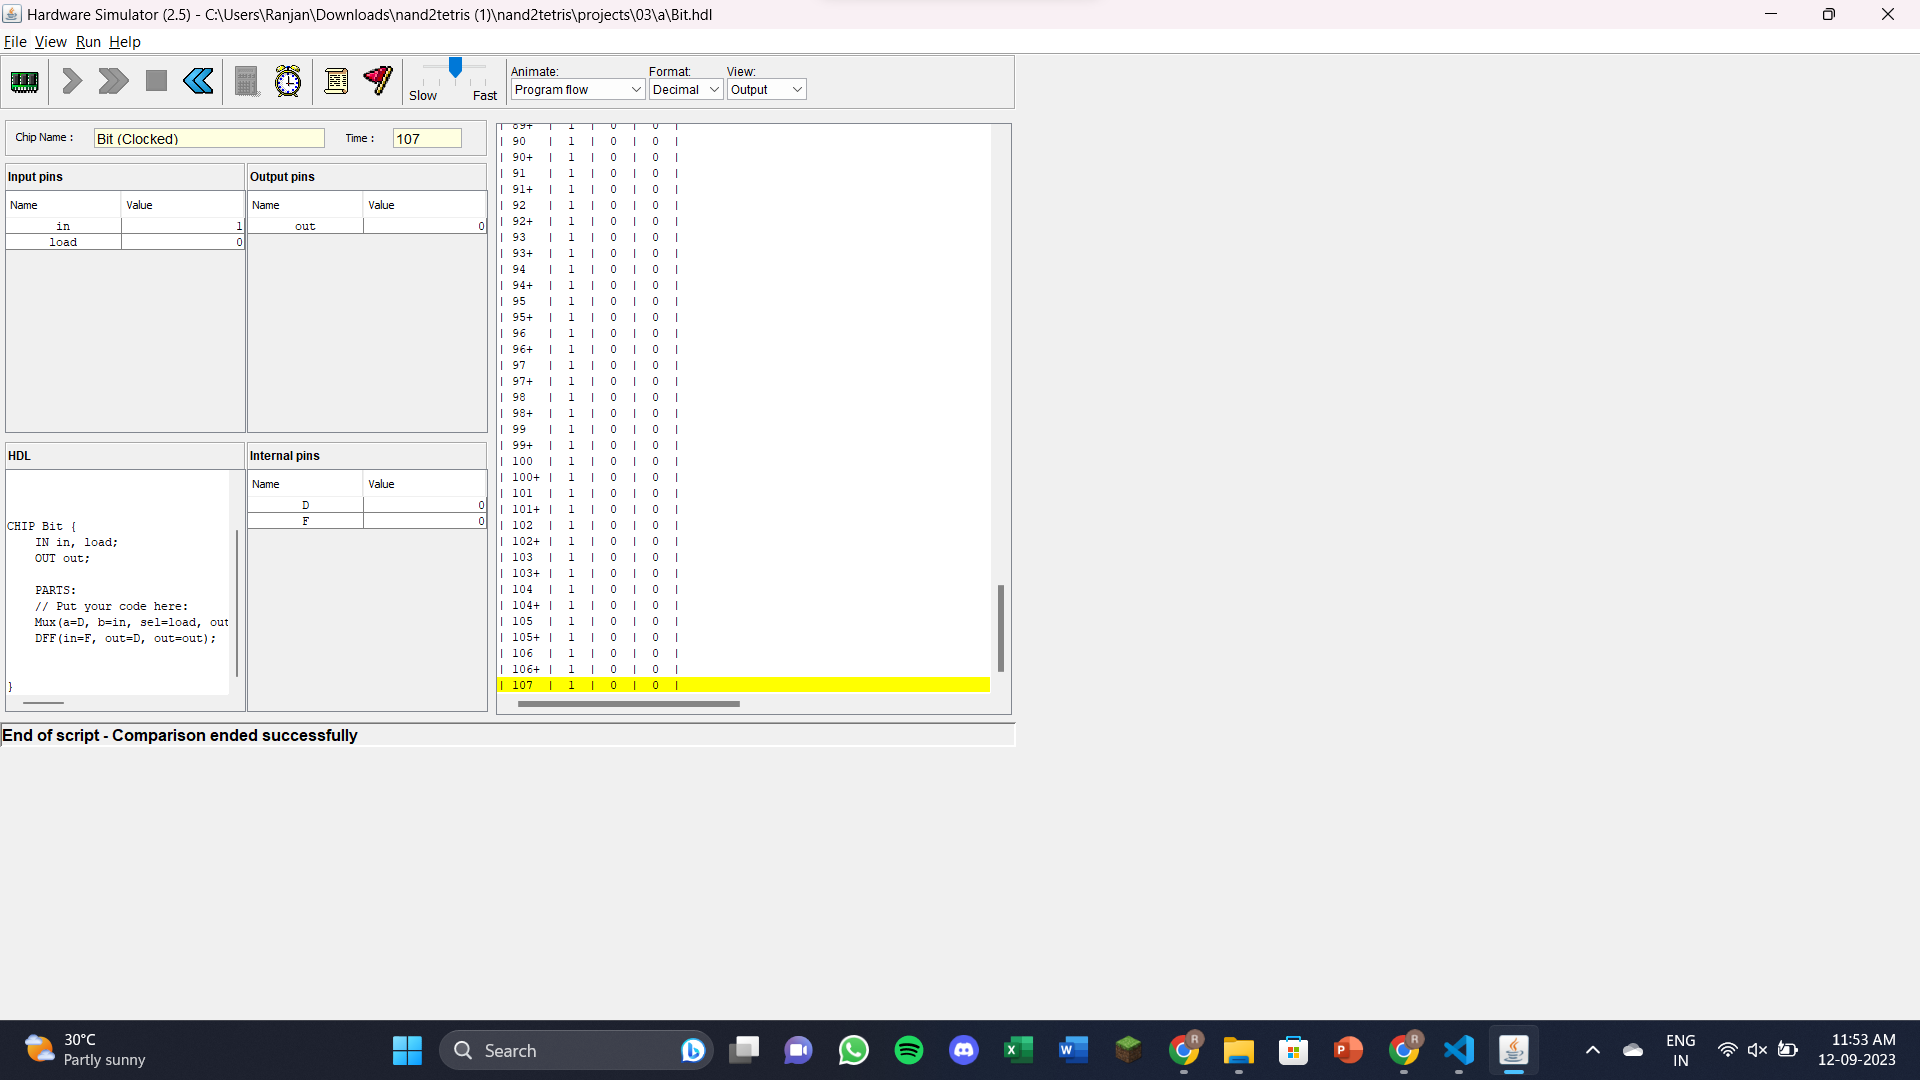 Hardware Simulator (2.5) - C:\Users\Ranjan\Downloads\nand2tetris (1)\nand2tetris\projects\03\a\Bit.hdl
File View Run Help
Slow Fast
Animate:
Program flow
Format:
Decimal
View:
Output
Chip Name :
Bit (Clocked)
Time :
107
Input pins
Name Value
in 1
load 0
Output pins
Name Value
out 0
HDL
CHIP Bit {
IN in, load;
OUT out;
PARTS:
// Put your code here:
Mux(a=D, b=in, sel=load, out
DFF(in=F, out=D, out=out);
}
Internal pins
Name Value
D 0
F 0
| 89+ | 1 | 0 | 0 |
| 90 | 1 | 0 | 0 |
| 90+ | 1 | 0 | 0 |
| 91 | 1 | 0 | 0 |
| 91+ | 1 | 0 | 0 |
| 92 | 1 | 0 | 0 |
| 92+ | 1 | 0 | 0 |
| 93 | 1 | 0 | 0 |
| 93+ | 1 | 0 | 0 |
| 94 | 1 | 0 | 0 |
| 94+ | 1 | 0 | 0 |
| 95 | 1 | 0 | 0 |
| 95+ | 1 | 0 | 0 |
| 96 | 1 | 0 | 0 |
| 96+ | 1 | 0 | 0 |
| 97 | 1 | 0 | 0 |
| 97+ | 1 | 0 | 0 |
| 98 | 1 | 0 | 0 |
| 98+ | 1 | 0 | 0 |
| 99 | 1 | 0 | 0 |
| 99+ | 1 | 0 | 0 |
| 100 | 1 | 0 | 0 |
| 100+ | 1 | 0 | 0 |
| 101 | 1 | 0 | 0 |
| 101+ | 1 | 0 | 0 |
| 102 | 1 | 0 | 0 |
| 102+ | 1 | 0 | 0 |
| 103 | 1 | 0 | 0 |
| 103+ | 1 | 0 | 0 |
| 104 | 1 | 0 | 0 |
| 104+ | 1 | 0 | 0 |
| 105 | 1 | 0 | 0 |
| 105+ | 1 | 0 | 0 |
| 106 | 1 | 0 | 0 |
| 106+ | 1 | 0 | 0 |
| 107 | 1 | 0 | 0 |
End of script - Comparison ended successfully
30°C
Partly sunny
Search
ENG
IN
11:53 AM
12-09-2023